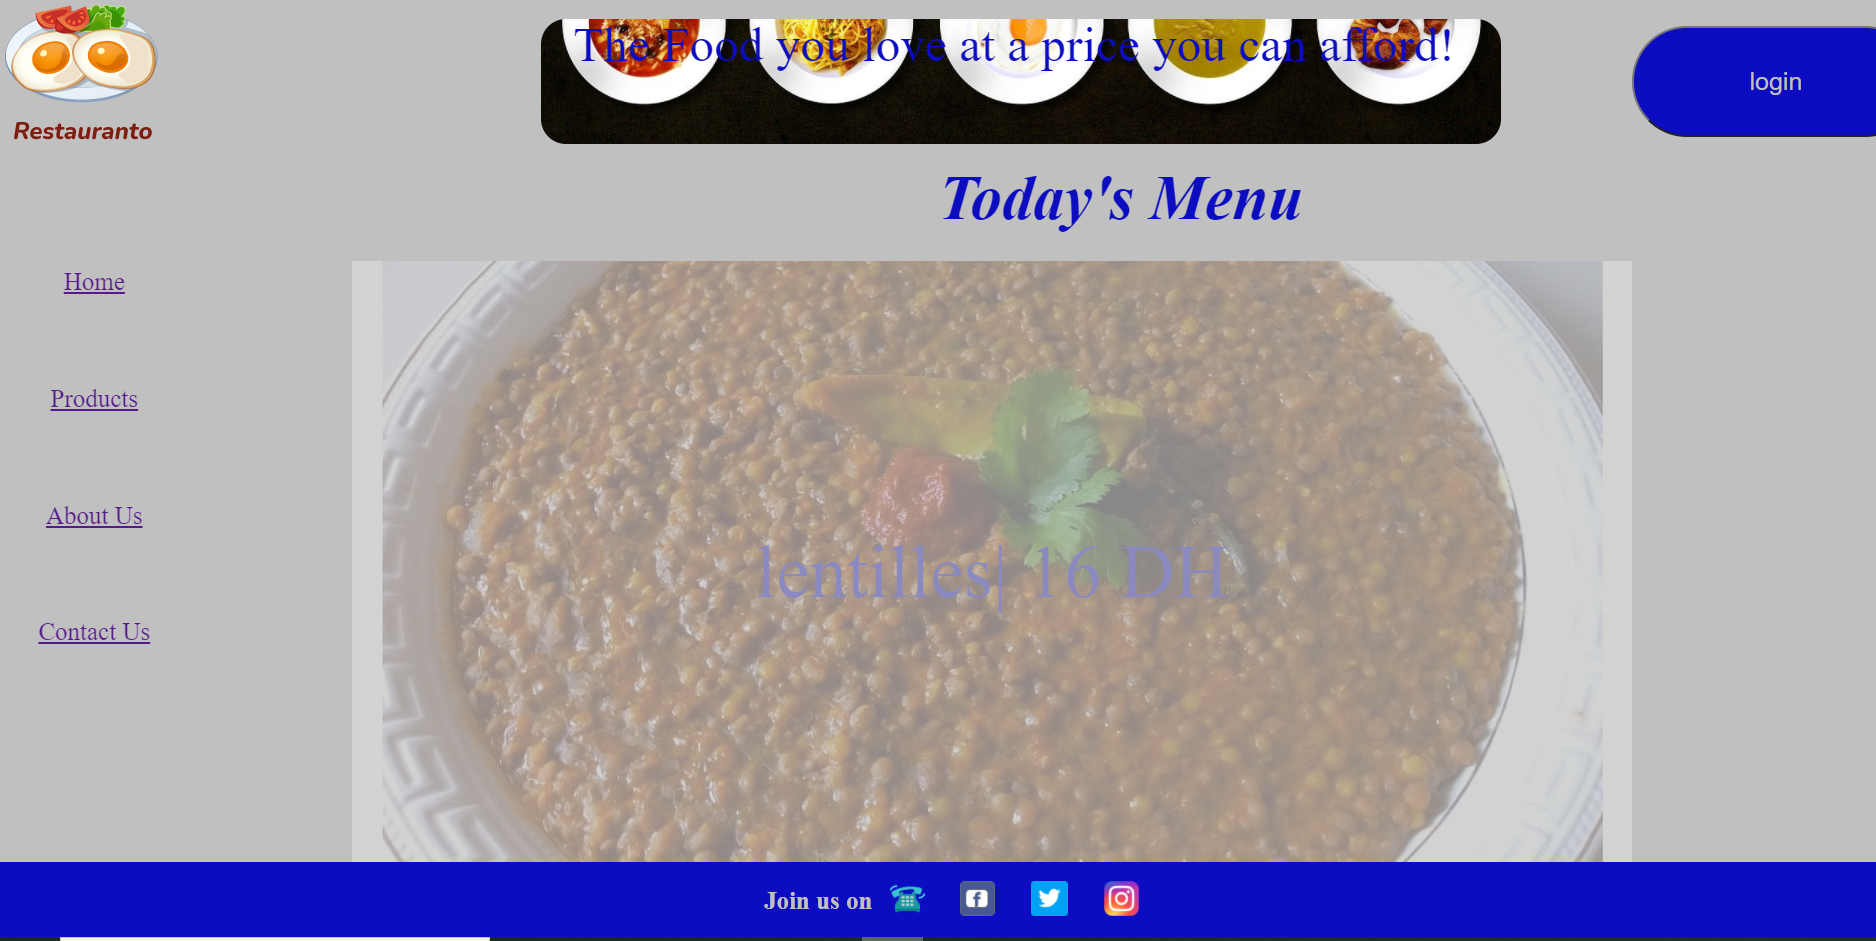 Restauranto
The Food you love at a price you can afford!
login
Today's Menu
Home
Products
About Us
Contact Us
lentilles| 16 DH
Join us on